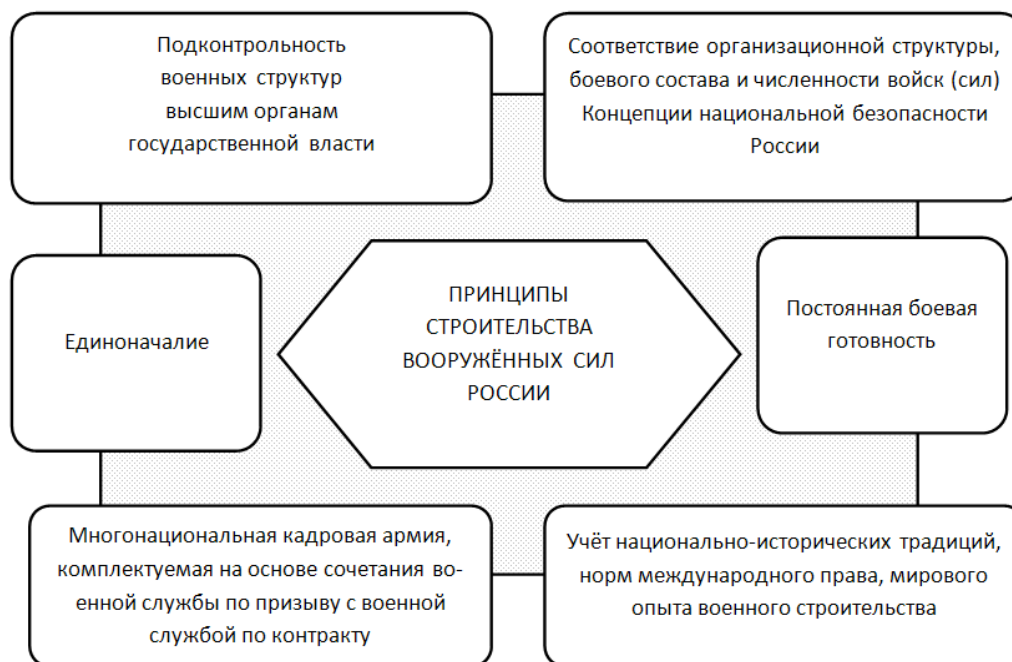 Подконтрольность
военных структур
высшим органам
государственной власти
Соответствие организационной структуры,
боевого состава и численности войск (сил)
Концепции национальной безопасности
России
Единоначалие
ПРИНЦИПЫ
СТРОИТЕЛЬСТВА
ВООРУЖЁННЫХ СИЛ
РОССИИ
Постоянная боевая
готовность
Многонациональная кадровая армия,
комплектуемая на основе сочетания во-
енной службы по призыву с военной
службой по контракту
Учёт национально-исторических традиций,
норм международного права, мирового
опыта военного строительства